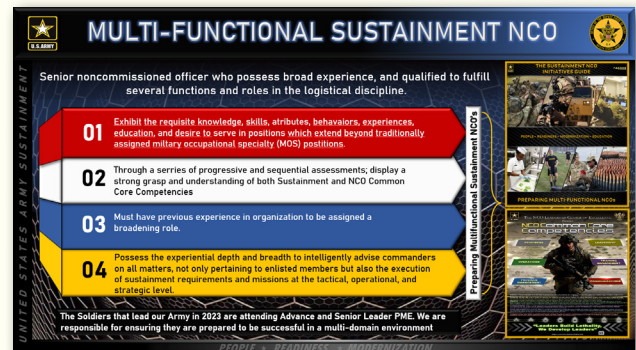 U.S. ARMY
MULTI-FUNCTIONAL SUSTAINMENT NCO
Senior noncommissioned officer who possess broad experience, and qualified to fulfill
several functions and roles in the logistical discipline.
01
Exhibit the requisite knowledge, skills, atributes, behavaiors, experiences,
education, and desire to serve in positions which extend beyond traditionally
assigned miltary occupational specialty (MOS) postitions.
02
Through a serries of progressive and sequential assessments; display a
strong grasp and understanding of both Sustainment and NCO Common
Core Competencies
03
Must have previous experience in organization to be assigned a
broadening role.
04
Possess the experiential depth and breadth to intelligently advise commanders
on all matters, not only pertaining to enlisted members but also the execution
of sustainment requirements and missions at the tactical, operational, and
strategic level.
Preparing Multifunctional Sustainment NCO's
The Soldiers that lead our Army in 2023 are attending Advance and Senior Leader PME. We are
responsible for ensuring they are prepared to be successful in a multi-domain environment
UNITED STATES ARMY SUSTAINMENT
PEOPLE • READINESS • MODERNIZATION
THE SUSTAINMENT NCO
INITIATIVES GUIDE
PEOPLE • READINESS • MODERNIZATION • EDUCATION
PREPARING MULTI-FUNCTIONAL NCOs
NCO Common Core
Competencies
"Leaders Build Lethality,
We Develop Leaders"